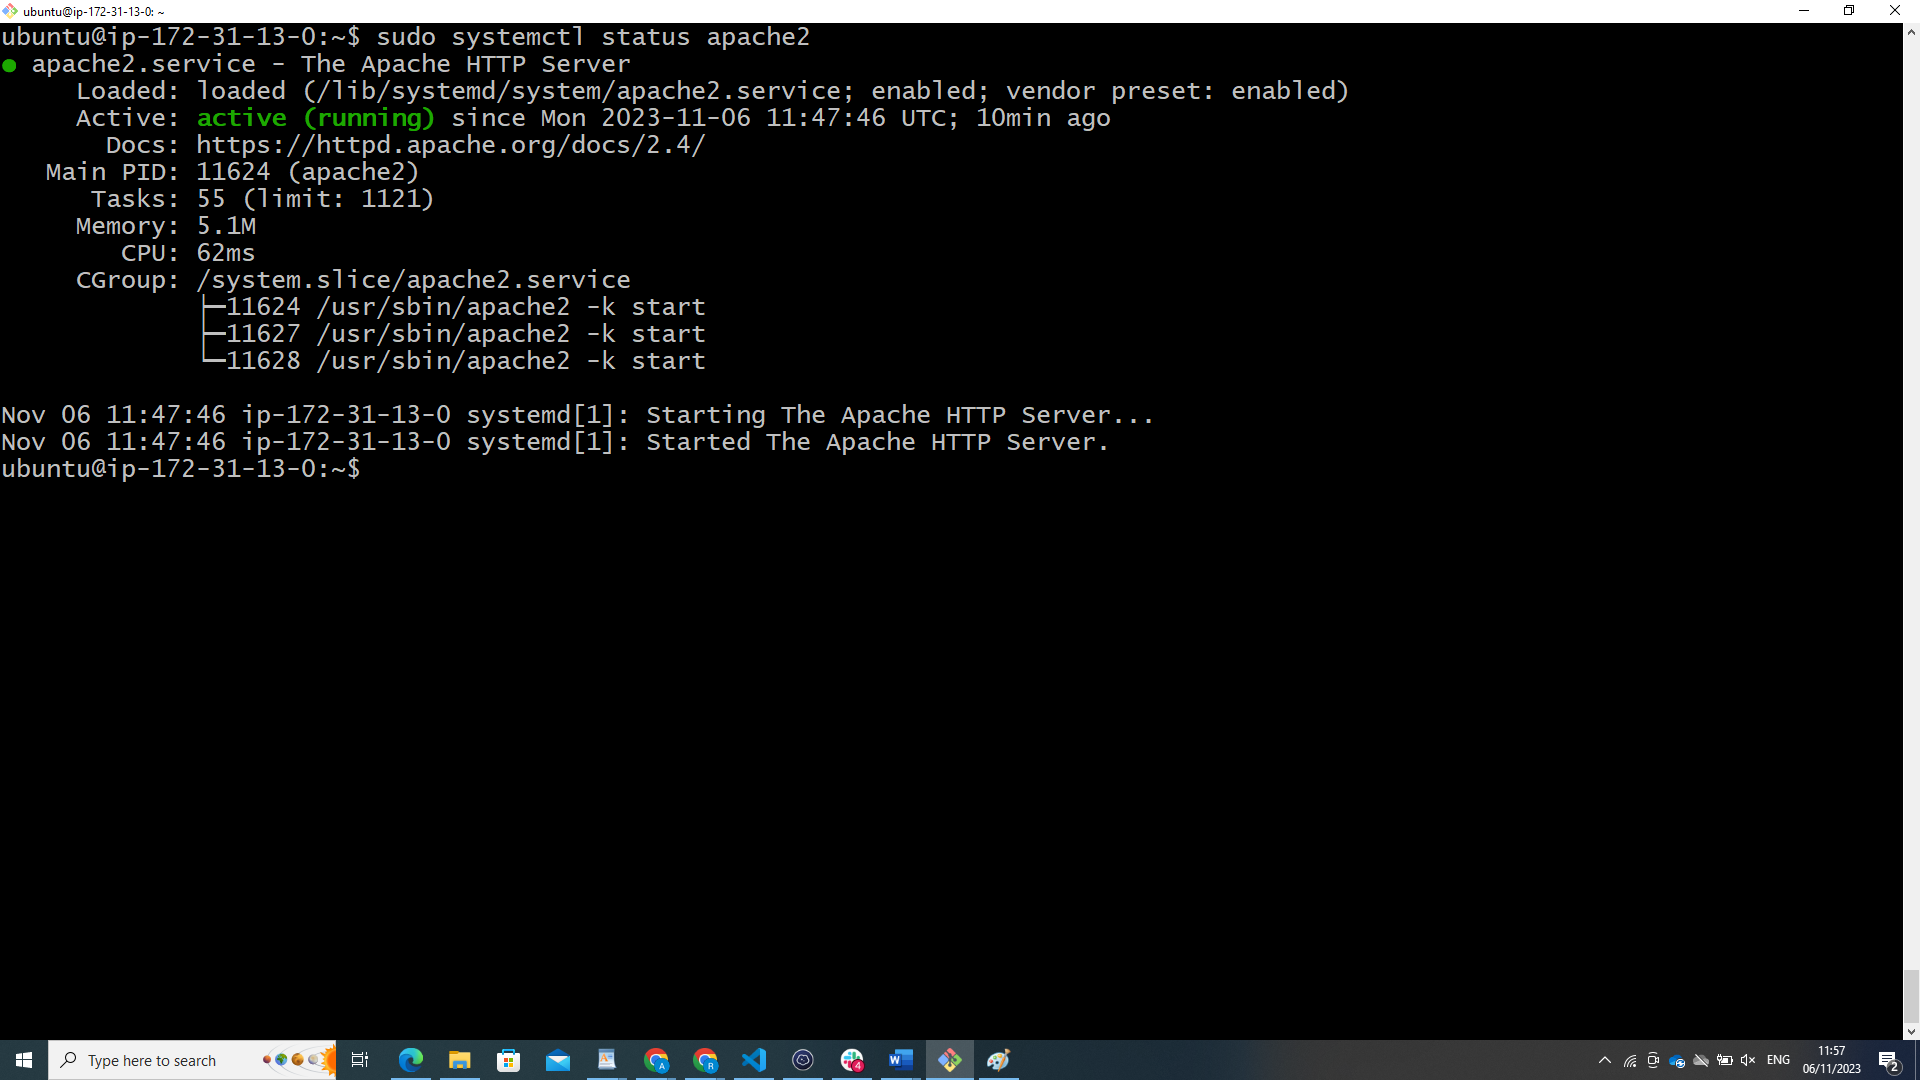 ubuntu@ip-172-31-13-0: ~
ubuntu@ip-172-31-13-0:~$ sudo systemctl status apache2
● apache2.service - The Apache HTTP Server
Loaded: loaded (/lib/systemd/system/apache2.service; enabled; vendor preset: enabled)
Active: active (running) since Mon 2023-11-06 11:47:46 UTC; 10min ago
Docs: https://httpd.apache.org/docs/2.4/
Main PID: 11624 (apache2)
Tasks: 55 (limit: 1121)
Memory: 5.1M
CPU: 62ms
CGroup: /system.slice/apache2.service
├─11624 /usr/sbin/apache2 -k start
├─11627 /usr/sbin/apache2 -k start
└─11628 /usr/sbin/apache2 -k start
Nov 06 11:47:46 ip-172-31-13-0 systemd[1]: Starting The Apache HTTP Server...
Nov 06 11:47:46 ip-172-31-13-0 systemd[1]: Started The Apache HTTP Server.
ubuntu@ip-172-31-13-0:~$
Type here to search
A
R
4
W
ENG
11:57
06/11/2023
2